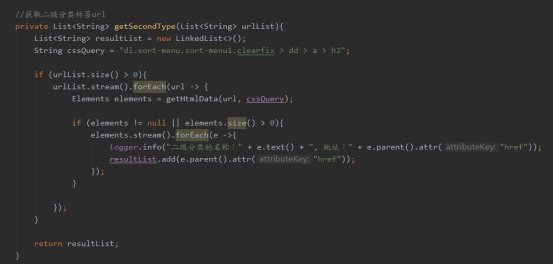 //获取二级分类标签url
private List<String> getSecondType(List<String> urlList){
List<String> resultList = new LinkedList<>();
String cssQuery = "dl.sort-menu.sort-menu1.clearfix > dd > a > h2";
if (urlList.size() > 0){
urlList.stream().forEach(url -> {
Elements elements = getHtmlData(url, cssQuery);
if (elements != null || elements.size() > 0){
elements.stream().forEach(e ->{
logger.info("二级分类的名称：" + e.text() + ", 地址：" + e.parent().attr( attributeKey: "href"));
resultList.add(e.parent().attr( attributeKey: "href"));
});
}
});
}
return resultList;
}